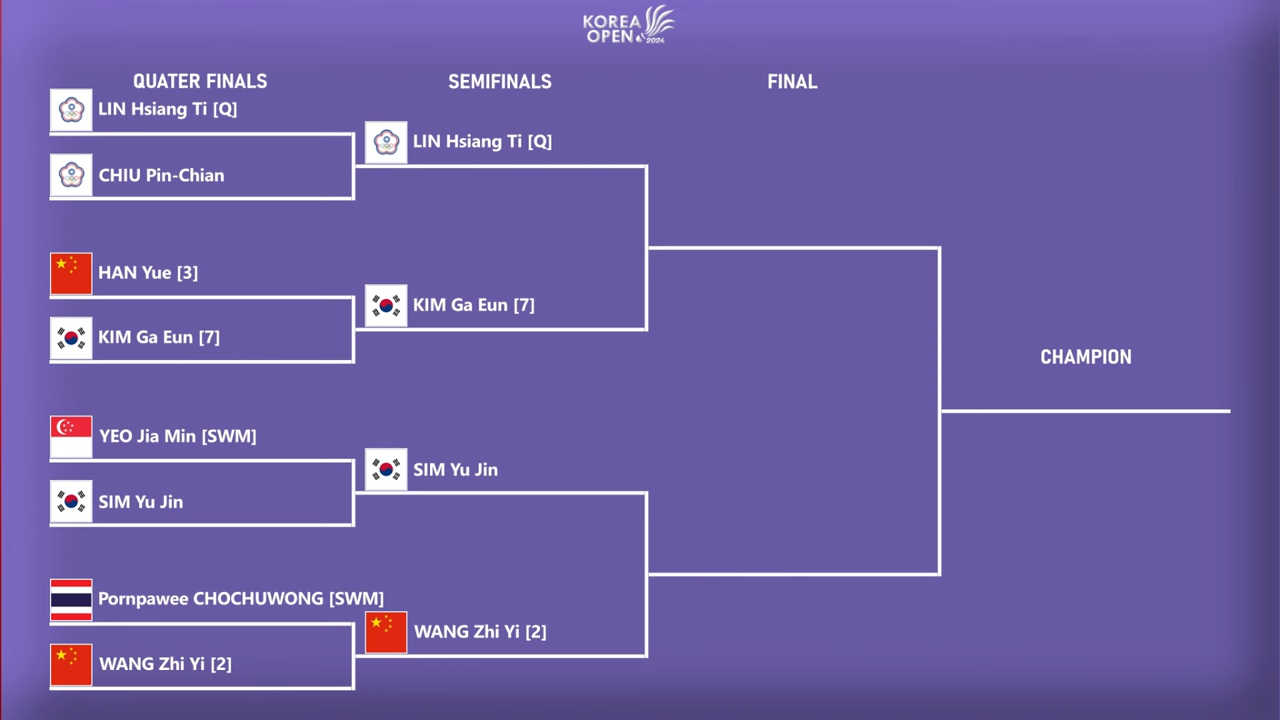 KOREA
OPEN 2024
QUATER FINALS
SEMIFINALS
FINAL
LIN Hsiang Ti [Q]
CHIU Pin-Chian
HAN Yue [3]
KIM Ga Eun [7]
YEO Jia Min [SWM]
SIM Yu Jin
Pornpawee CHOCHUWONG [SWM]
WANG Zhi Yi [2]
LIN Hsiang Ti [Q]
KIM Ga Eun [7]
SIM Yu Jin
WANG Zhi Yi [2]
CHAMPION